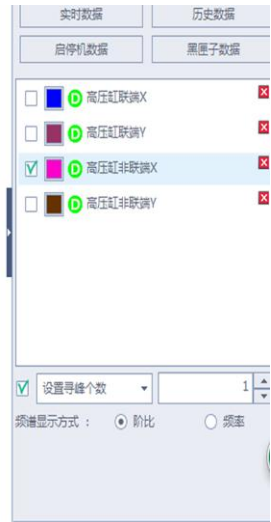 实时数据 历史数据
启停机数据 黑匣子数据
D 高压缸联端X
D 高压缸联端Y
D 高压缸非联端X
D 高压缸非联端Y
设置寻峰个数 1
频谱显示方式： 阶比 频率